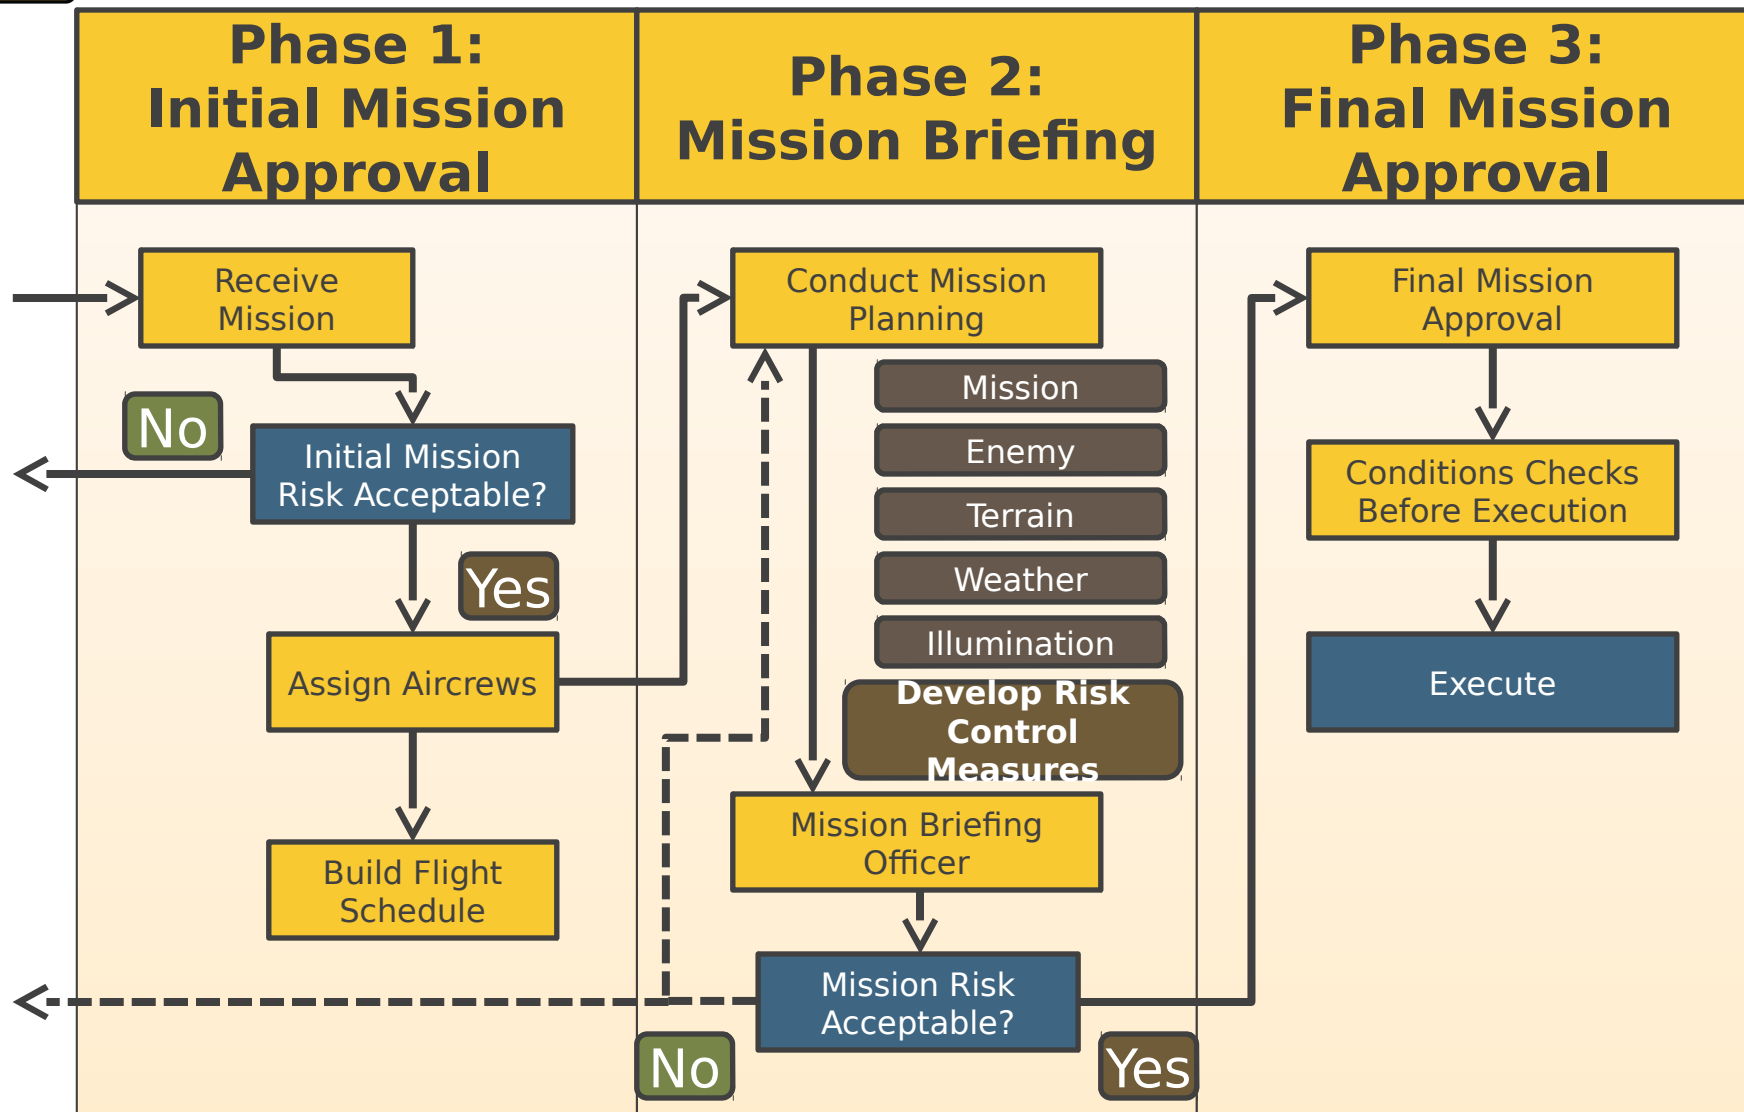 Phase 1:
Initial Mission
Approval
Phase 2:
Mission Briefing
Phase 3:
Final Mission
Approval
Receive
Mission
No
Initial Mission
Risk Acceptable?
Yes
Assign Aircrews
Build Flight
Schedule
Conduct Mission
Planning
Mission
Enemy
Terrain
Weather
Illumination
Develop Risk
Control
Measures
Mission Briefing
Officer
Mission Risk
Acceptable?
No
Yes
Final Mission
Approval
Conditions Checks
Before Execution
Execute